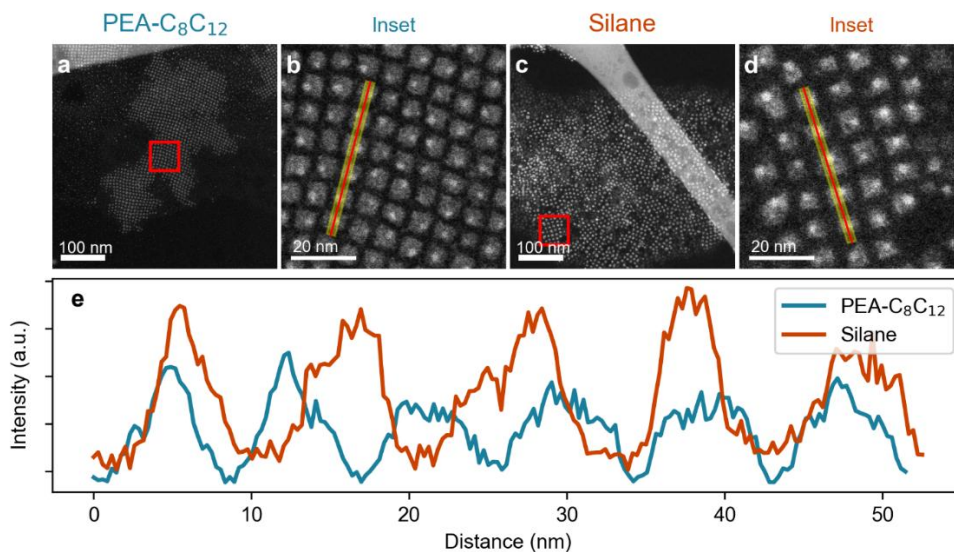 PEA-C₈C₁₂ Inset Silane Inset
a b c d
100 nm 20 nm 100 nm 20 nm
e
PEA-C₈C₁₂
Silane
Intensity (a.u.)
0 10 20 30 40 50
Distance (nm)